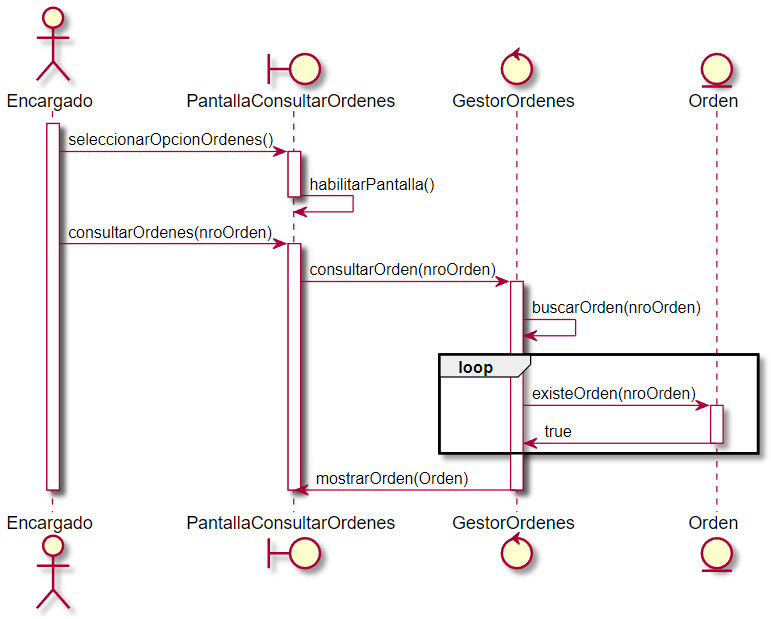 Encargado
PantallaConsultarOrdenes
GestorOrdenes
Orden
seleccionarOpcionOrdenes()
habilitarPantalla()
consultarOrdenes(nroOrden)
consultarOrden(nroOrden)
buscarOrden(nroOrden)
loop
existeOrden(nroOrden)
true
mostrarOrden(Orden)
Encargado
PantallaConsultarOrdenes
GestorOrdenes
Orden